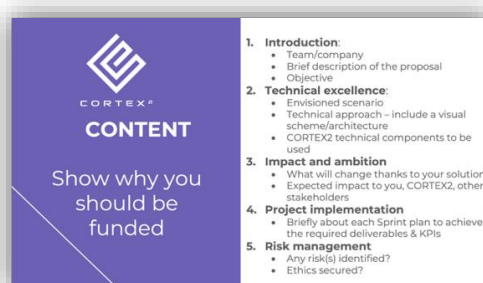 CORTEX²
CONTENT
Show why you
should be
funded
1. Introduction:
• Team/company
• Brief description of the proposal
• Objective
2. Technical excellence:
• Envisioned scenario
• Technical approach – include a visual
scheme/architecture
• CORTEX2 technical components to be
used
3. Impact and ambition
• What will change thanks to your solution
• Expected impact to you, CORTEX2, other
stakeholders
4. Project implementation
• Briefly about each Sprint plan to achieve
the required deliverables & KPIs
5. Risk management
• Any risk(s) identified?
• Ethics secured?